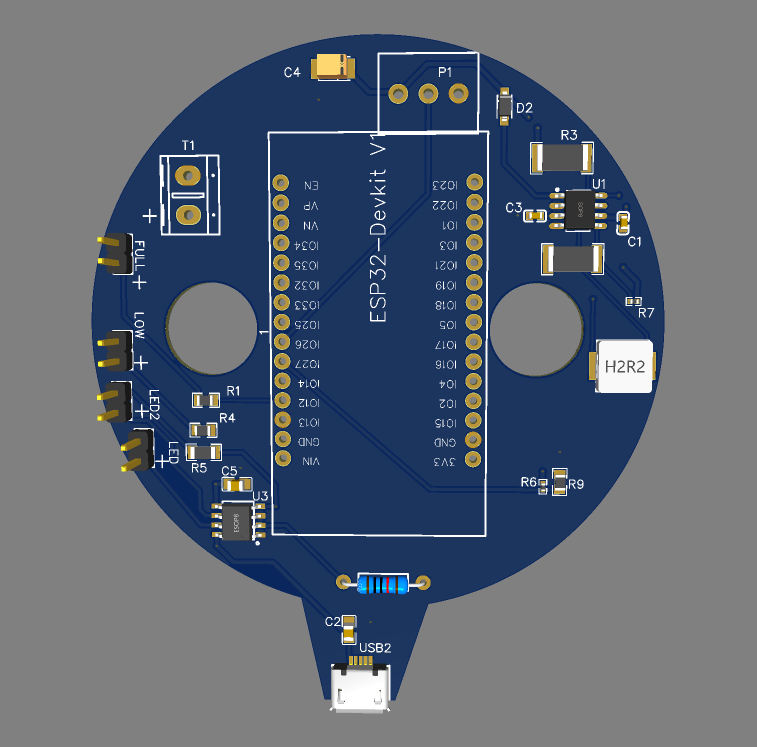 C4
P1
D2
T1
R3
U1
SOP8
C3
C1
+
FULL
+
LOW
+
LED2
+
LED
+
ESP32-Devkit V1
1
EN
VP
VN
IO34
IO35
IO32
IO33
IO25
IO26
IO27
IO14
IO12
IO13
GND
VIN
IO23
IO22
IO1
IO3
IO21
IO19
IO18
IO5
IO17
IO16
IO4
IO2
IO15
GND
3V3
R7
H2R2
R1
R4
R5
C5
U3
ESOP8
R6
R9
C2
USB2